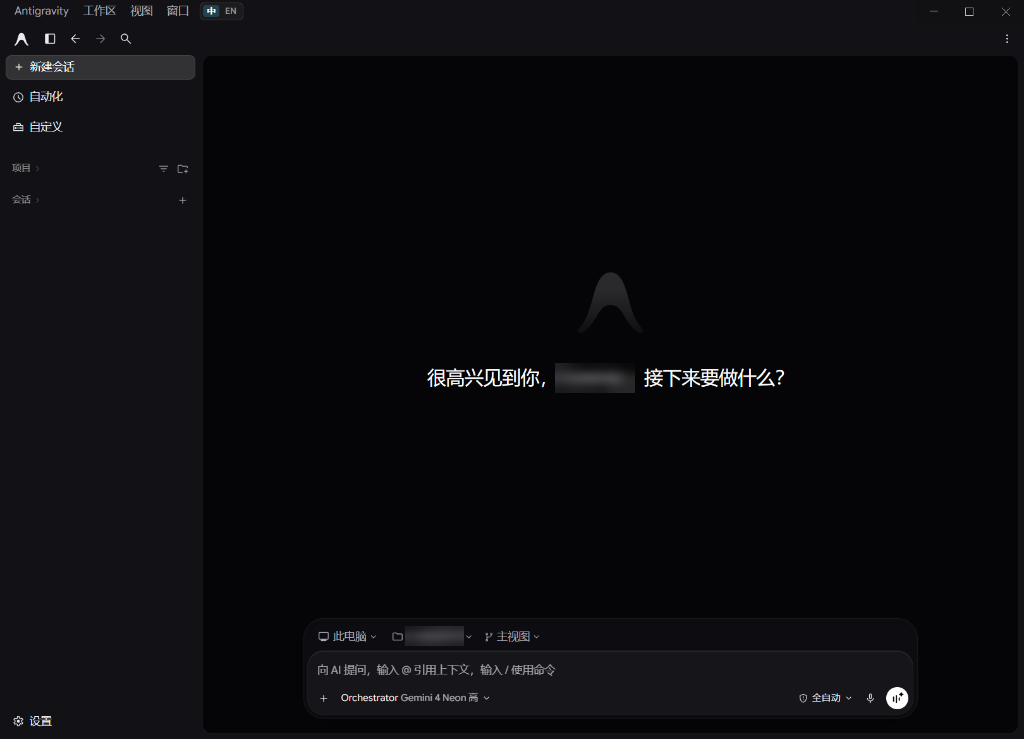 Antigravity 工作区 视图 窗口 中 EN
新建会话
自动化
自定义
项目
会话
很高兴见到你， 接下来要做什么?
此电脑 主视图
向 AI 提问，输入 @ 引用上下文，输入 / 使用命令
Orchestrator Gemini 4 Neon 高 全自动
设置